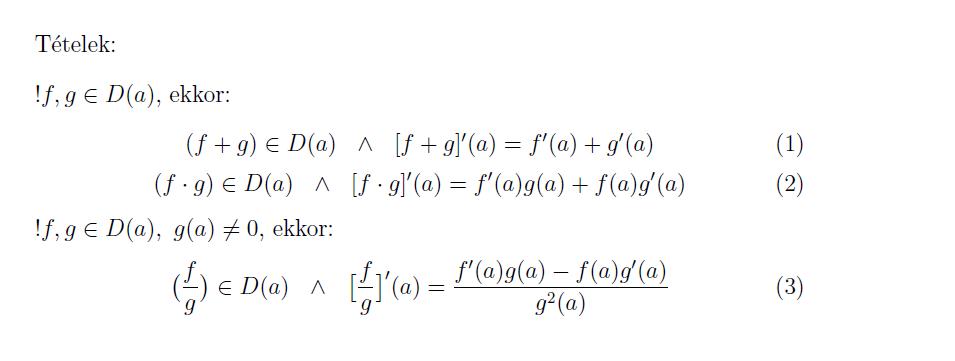 Tételek:
!f, g ∈ D(a), ekkor:
(f + g) ∈ D(a) ∧ [f + g]′(a) = f′(a) + g′(a) (1)
(f · g) ∈ D(a) ∧ [f · g]′(a) = f′(a)g(a) + f(a)g′(a) (2)
!f, g ∈ D(a), g(a) ≠ 0, ekkor:
(f/g) ∈ D(a) ∧ [f/g]′(a) = f′(a)g(a) − f(a)g′(a) / g²(a) (3)